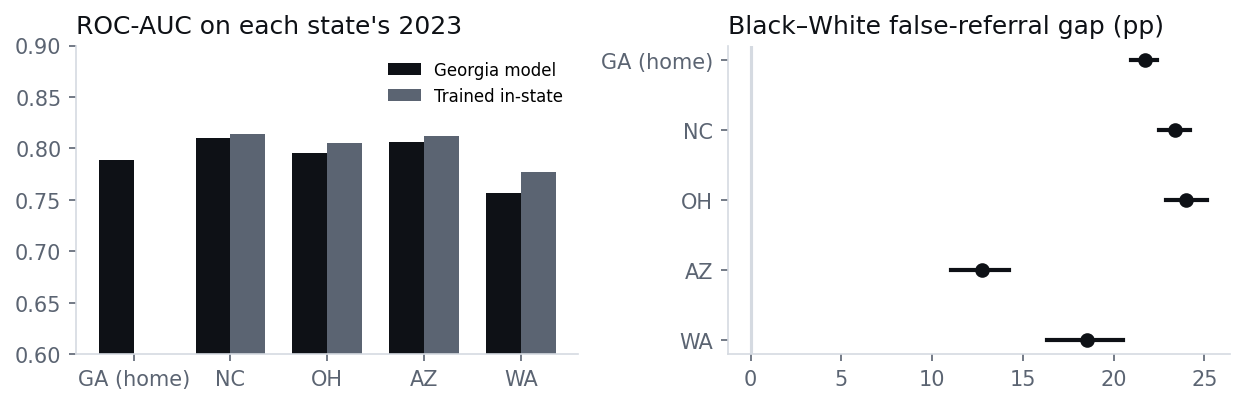 ROC-AUC on each state's 2023
0.90
0.85
0.80
0.75
0.70
0.65
0.60
Georgia model
Trained in-state
GA (home) NC OH AZ WA
Black–White false-referral gap (pp)
GA (home)
NC
OH
AZ
WA
0 5 10 15 20 25